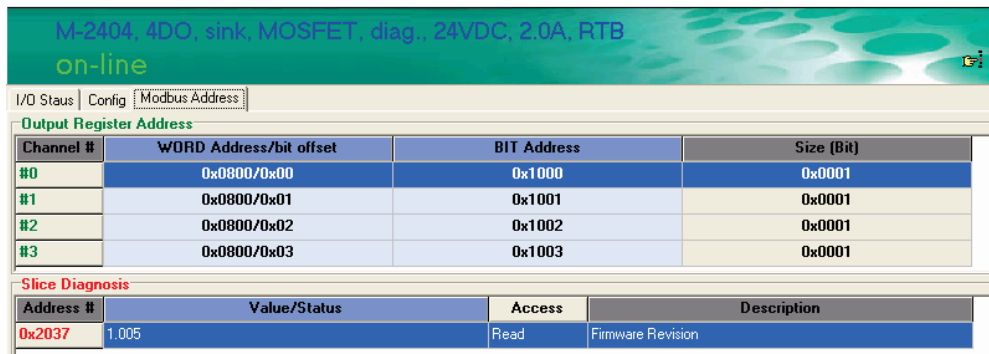 M-2404, 4DO, sink, MOSFET, diag., 24VDC, 2.0A, RTB
on-line
I/O Staus Config Modbus Address
Output Register Address
Channel # WORD Address/bit offset BIT Address Size (Bit)
#0 0x0800/0x00 0x1000 0x0001
#1 0x0800/0x01 0x1001 0x0001
#2 0x0800/0x02 0x1002 0x0001
#3 0x0800/0x03 0x1003 0x0001
Slice Diagnosis
Address # Value/Status Access Description
0x2037 1.005 Read Firmware Revision